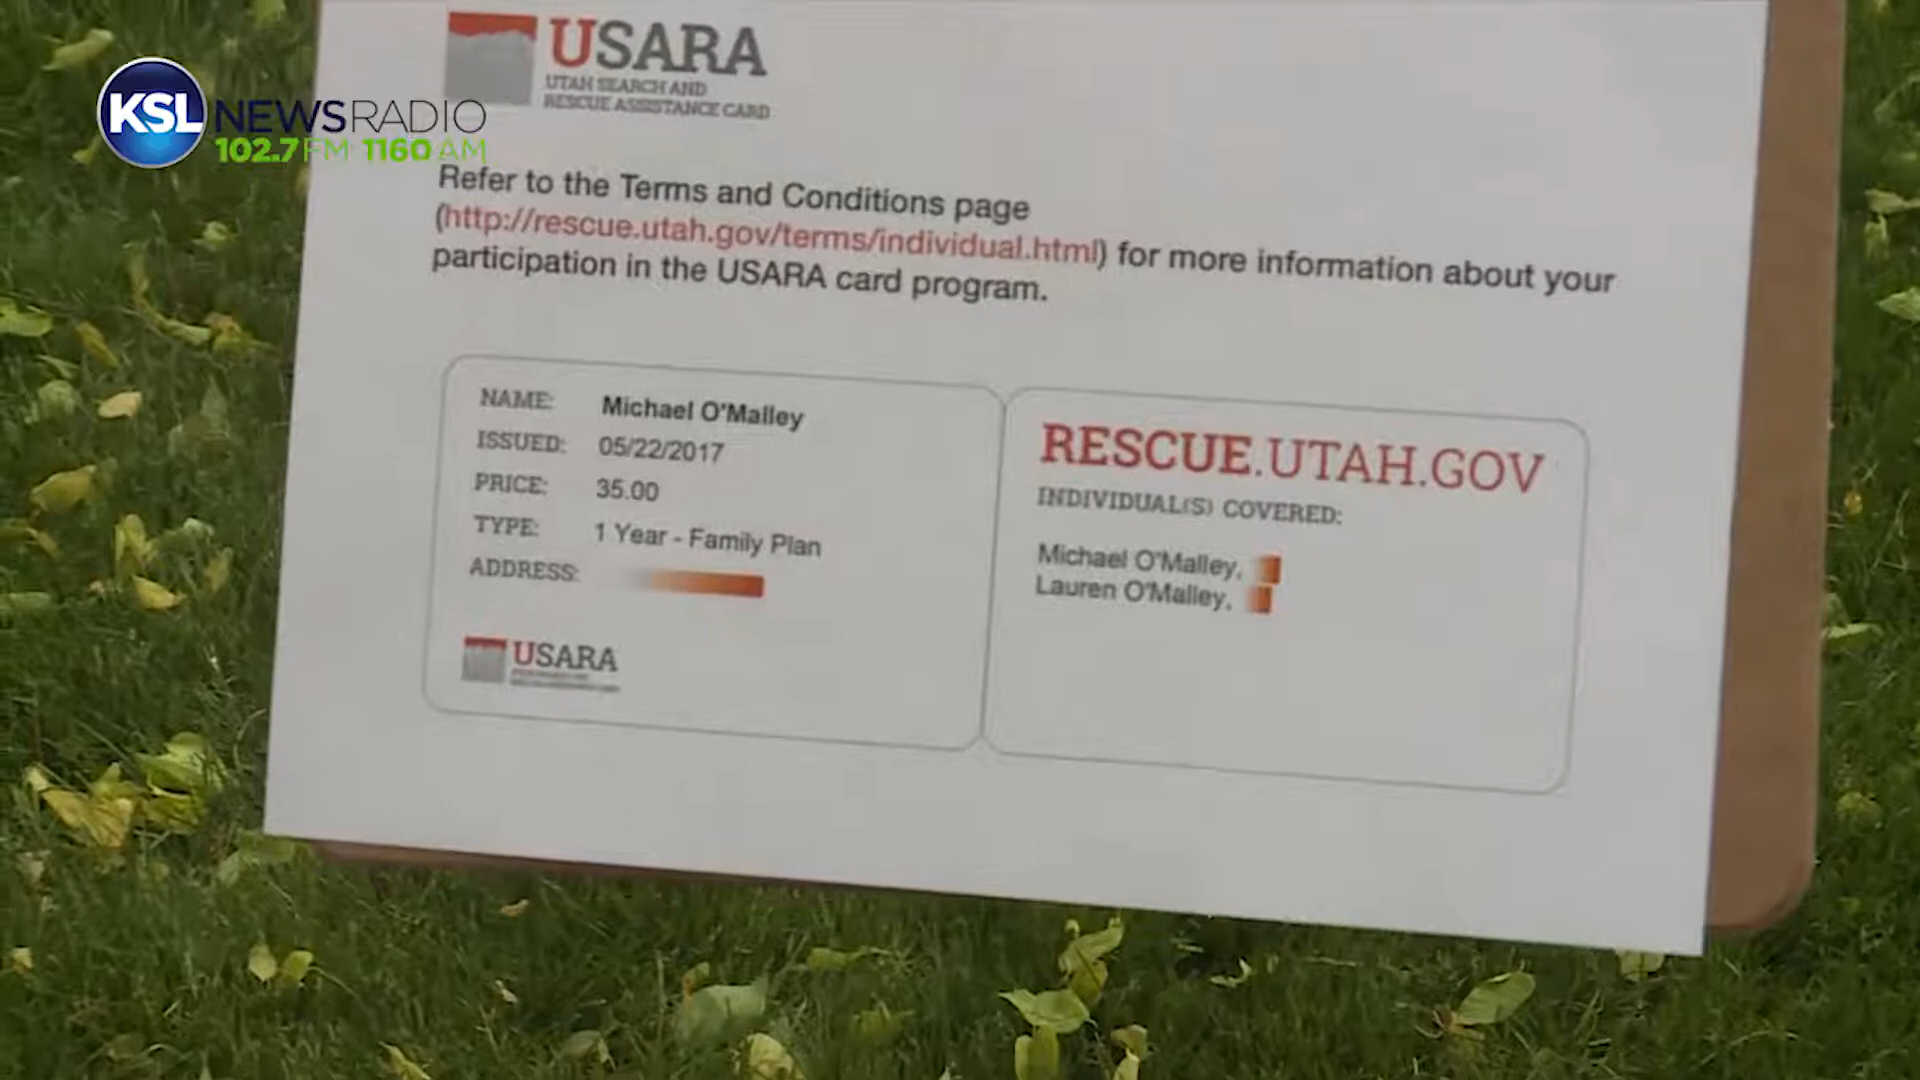 USARA
UTAH SEARCH AND
RESCUE ASSISTANCE CARD
KSL NEWSRADIO
102.7 FM 1160 AM
Refer to the Terms and Conditions page
(http://rescue.utah.gov/terms/individual.html) for more information about your
participation in the USARA card program.
NAME: Michael O'Malley
ISSUED: 05/22/2017
PRICE: 35.00
TYPE: 1 Year - Family Plan
ADDRESS:
USARA
RESCUE.UTAH.GOV
INDIVIDUAL(S) COVERED:
Michael O'Malley,
Lauren O'Malley,